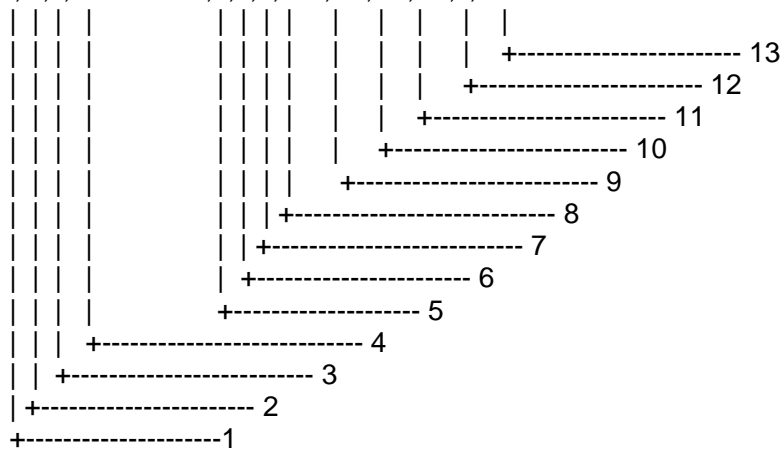 , , , , , , , , , , , , ,
| | | | | | | | | | | | |
| | | | | | | | | | | | +----------------------- 13
| | | | | | | | | | | +----------------------- 12
| | | | | | | | | | +------------------------ 11
| | | | | | | | | +------------------------ 10
| | | | | | | | +------------------------- 9
| | | | | | | +--------------------------- 8
| | | | | | +-------------------------- 7
| | | | | +---------------------- 6
| | | | +-------------------- 5
| | | +--------------------------- 4
| | +------------------------- 3
| +---------------------- 2
+--------------------1